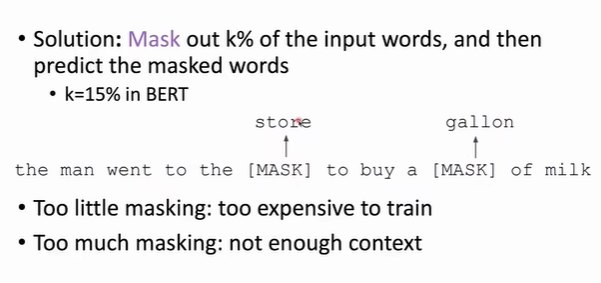 • Solution: Mask out k% of the input words, and then
predict the masked words
• k=15% in BERT
store gallon
the man went to the [MASK] to buy a [MASK] of milk
• Too little masking: too expensive to train
• Too much masking: not enough context